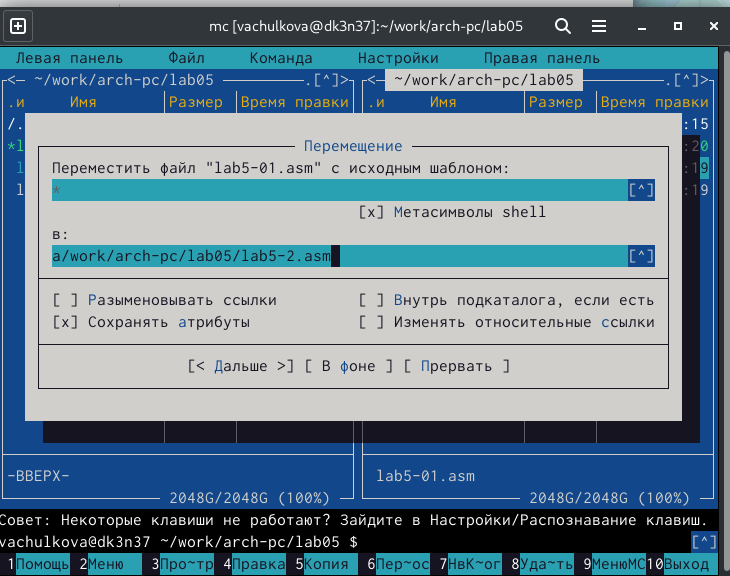 mc [vachulkova@dk3n37]:~/work/arch-pc/lab05
Левая панель Файл Команда Настройки Правая панель
<— ~/work/arch-pc/lab05 .[^]> <— ~/work/arch-pc/lab05 .[^]>
.и Имя Размер Время правки .и Имя Размер Время правки
/. :15
*l :20
l :19
l :19
Перемещение
Переместить файл "lab5-01.asm" с исходным шаблоном:
* [^]
[x] Метасимволы shell
в:
a/work/arch-pc/lab05/lab5-2.asm [^]
[ ] Разыменовывать ссылки [ ] Внутрь подкаталога, если есть
[x] Сохранять атрибуты [ ] Изменять относительные ссылки
[< Дальше >] [ В фоне ] [ Прервать ]
-ВВЕРХ- lab5-01.asm
2048G/2048G (100%) 2048G/2048G (100%)
Совет: Некоторые клавиши не работают? Зайдите в Настройки/Распознавание клавиш.
vachulkova@dk3n37 ~/work/arch-pc/lab05 $ [^]
1Помощь 2Меню 3Про~тр 4Правка 5Копия 6Пер~ос 7НвК~ог 8Уда~ть 9МенюMC 10Выход